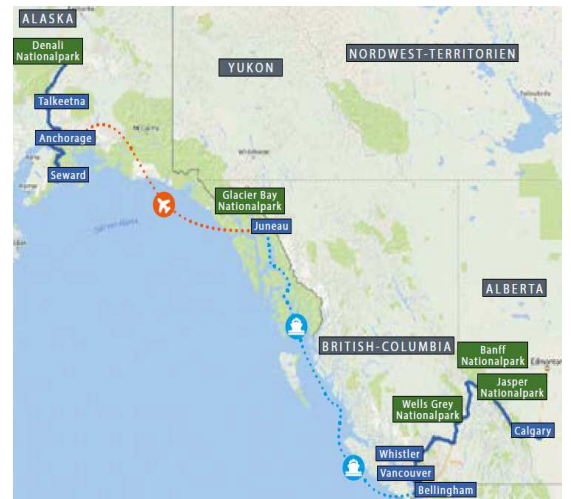 ALASKA
Denali
Nationalpark
YUKON
NORDWEST-TERRITORIEN
Talkeetna
Anchorage
Seward
Glacier Bay
Nationalpark
Juneau
ALBERTA
BRITISH-COLUMBIA
Banff
Nationalpark
Edmonton
Jasper
Nationalpark
Wells Grey
Nationalpark
Calgary
Whistler
Vancouver
Bellingham